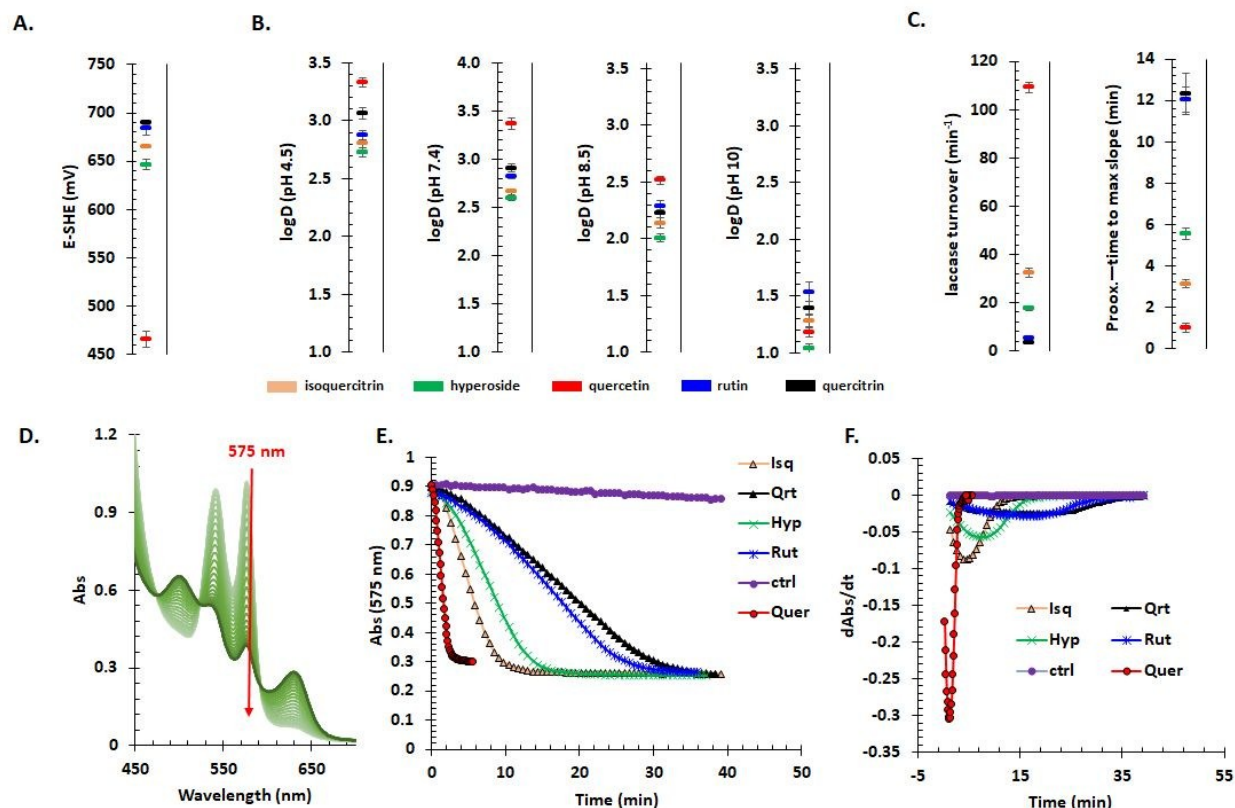 A.
B.
C.
E-SHE (mV)
750
700
650
600
550
500
450
logD (pH 4.5)
3.5
3.0
2.5
2.0
1.5
1.0
logD (pH 7.4)
4.0
3.5
3.0
2.5
2.0
1.5
1.0
logD (pH 8.5)
3.5
3.0
2.5
2.0
1.5
1.0
logD (pH 10)
3.5
3.0
2.5
2.0
1.5
1.0
laccase turnover (min-1)
120
100
80
60
40
20
0
Proox.—time to max slope (min)
14
12
10
8
6
4
2
0
isoquercitrin
hyperoside
quercetin
rutin
quercitrin
D.
575 nm
Abs
1.2
0.9
0.6
0.3
0
450
550
650
Wavelength (nm)
E.
Abs (575 nm)
1
0.9
0.8
0.7
0.6
0.5
0.4
0.3
0.2
0.1
0
0
10
20
30
40
Time (min)
Isq
Qrt
Hyp
Rut
ctrl
Quer
F.
dAbs/dt
0.05
0
-0.05
-0.1
-0.15
-0.2
-0.25
-0.3
-0.35
-5
15
35
55
Time (min)
Isq
Qrt
Hyp
Rut
ctrl
Quer